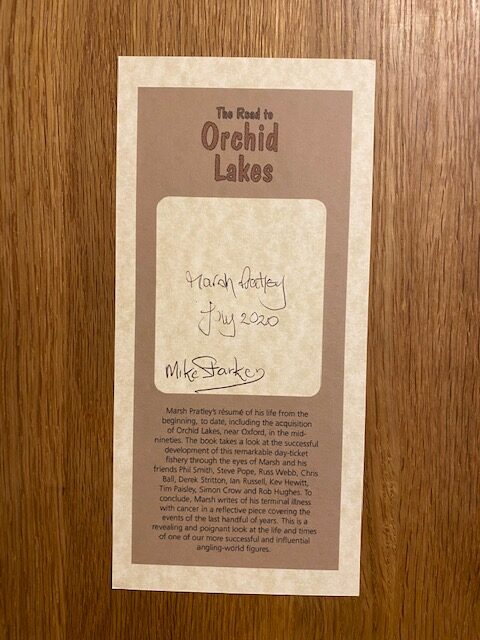 The Road to
Orchid
Lakes
Marsh Pratley
July 2020
Mike Starkey
Marsh Pratley's résumé of his life from the
beginning, to date, including the acquisition
of Orchid Lakes, near Oxford, in the mid-
nineties. The book takes a look at the successful
development of this remarkable day-ticket
fishery through the eyes of Marsh and his
friends Phil Smith, Steve Pope, Russ Webb, Chris
Ball, Derek Stritton, Ian Russell, Kev Hewitt,
Tim Paisley, Simon Crow and Rob Hughes. To
conclude, Marsh writes of his terminal illness
with cancer in a reflective piece covering the
events of the last handful of years. This is a
revealing and poignant look at the life and times
of one of our more successful and influential
angling-world figures.